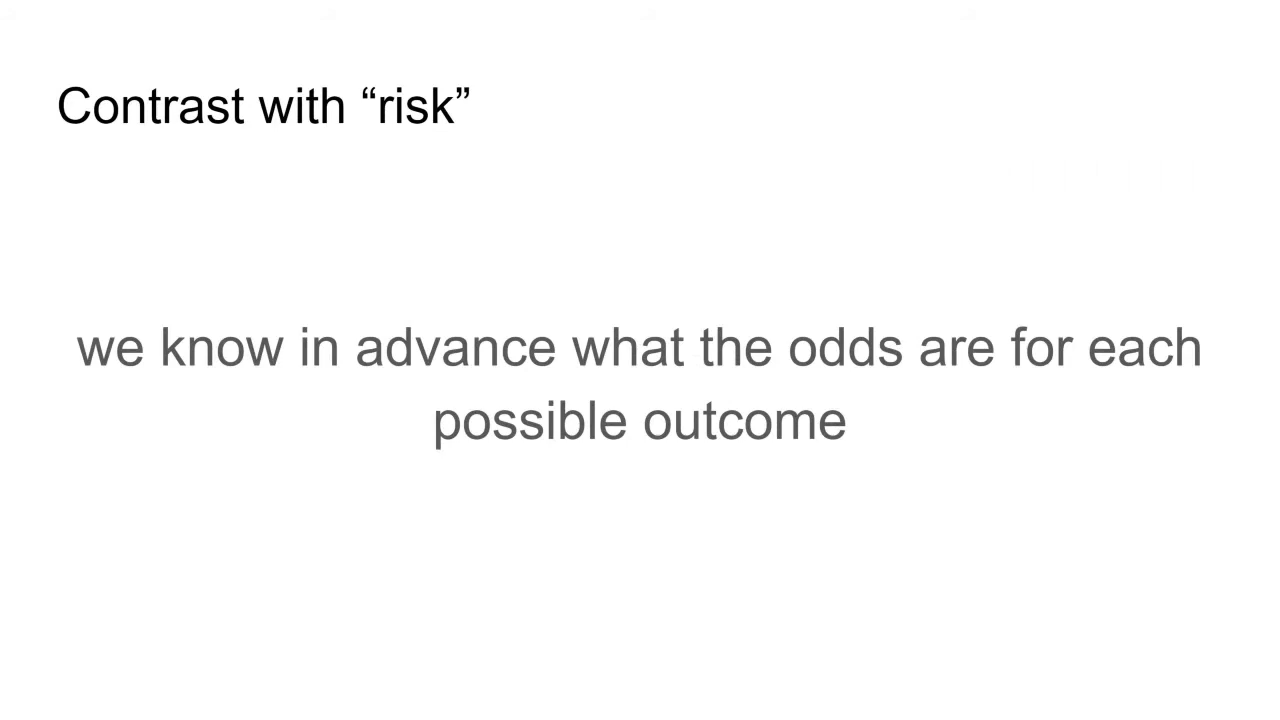 Contrast with “risk”
we know in advance what the odds are for each
possible outcome